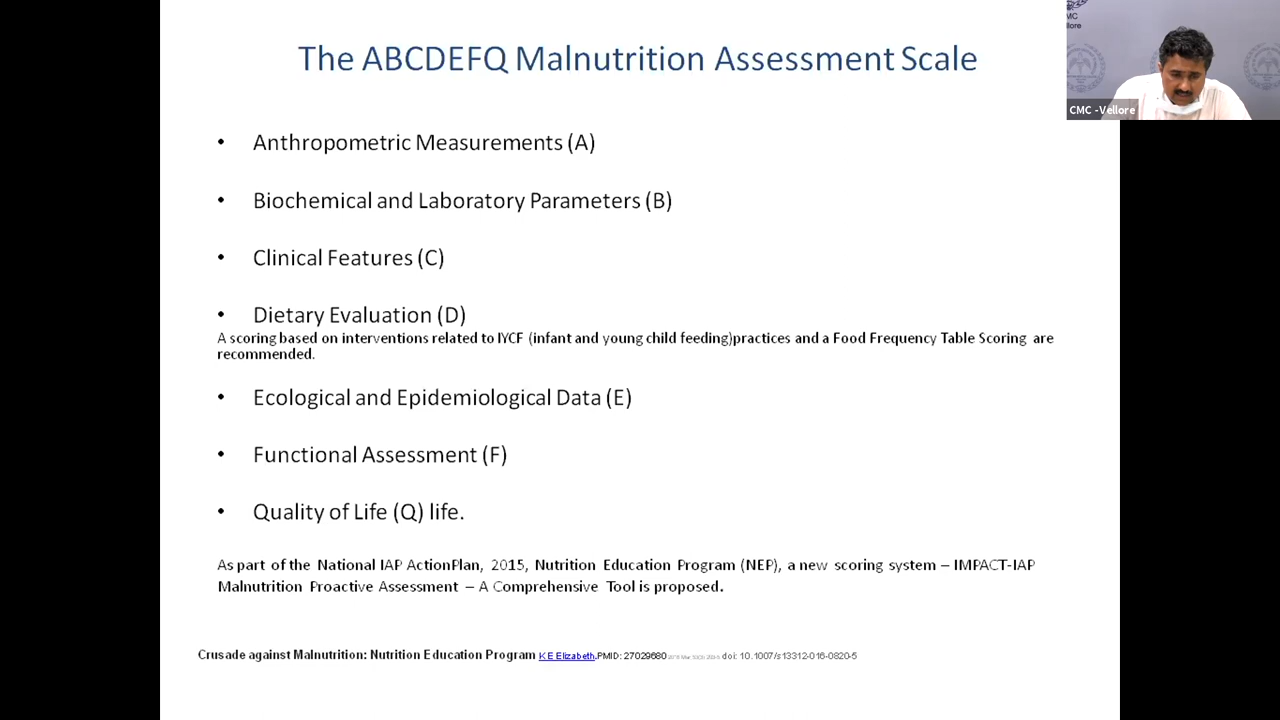 The ABCDEFQ Malnutrition Assessment Scale
MC
llore
CMC -Vellore
• Anthropometric Measurements (A)
• Biochemical and Laboratory Parameters (B)
• Clinical Features (C)
• Dietary Evaluation (D)
A scoring based on interventions related to IYCF (infant and young child feeding)practices and a Food Frequency Table Scoring are
recommended.
• Ecological and Epidemiological Data (E)
• Functional Assessment (F)
• Quality of Life (Q) life.
As part of the National IAP ActionPlan, 2015, Nutrition Education Program (NEP), a new scoring system – IMPACT-IAP
Malnutrition Proactive Assessment – A Comprehensive Tool is proposed.
Crusade against Malnutrition: Nutrition Education Program K E Elizabeth.PMID: 27029680 doi: 10.1007/s13312-016-0820-5